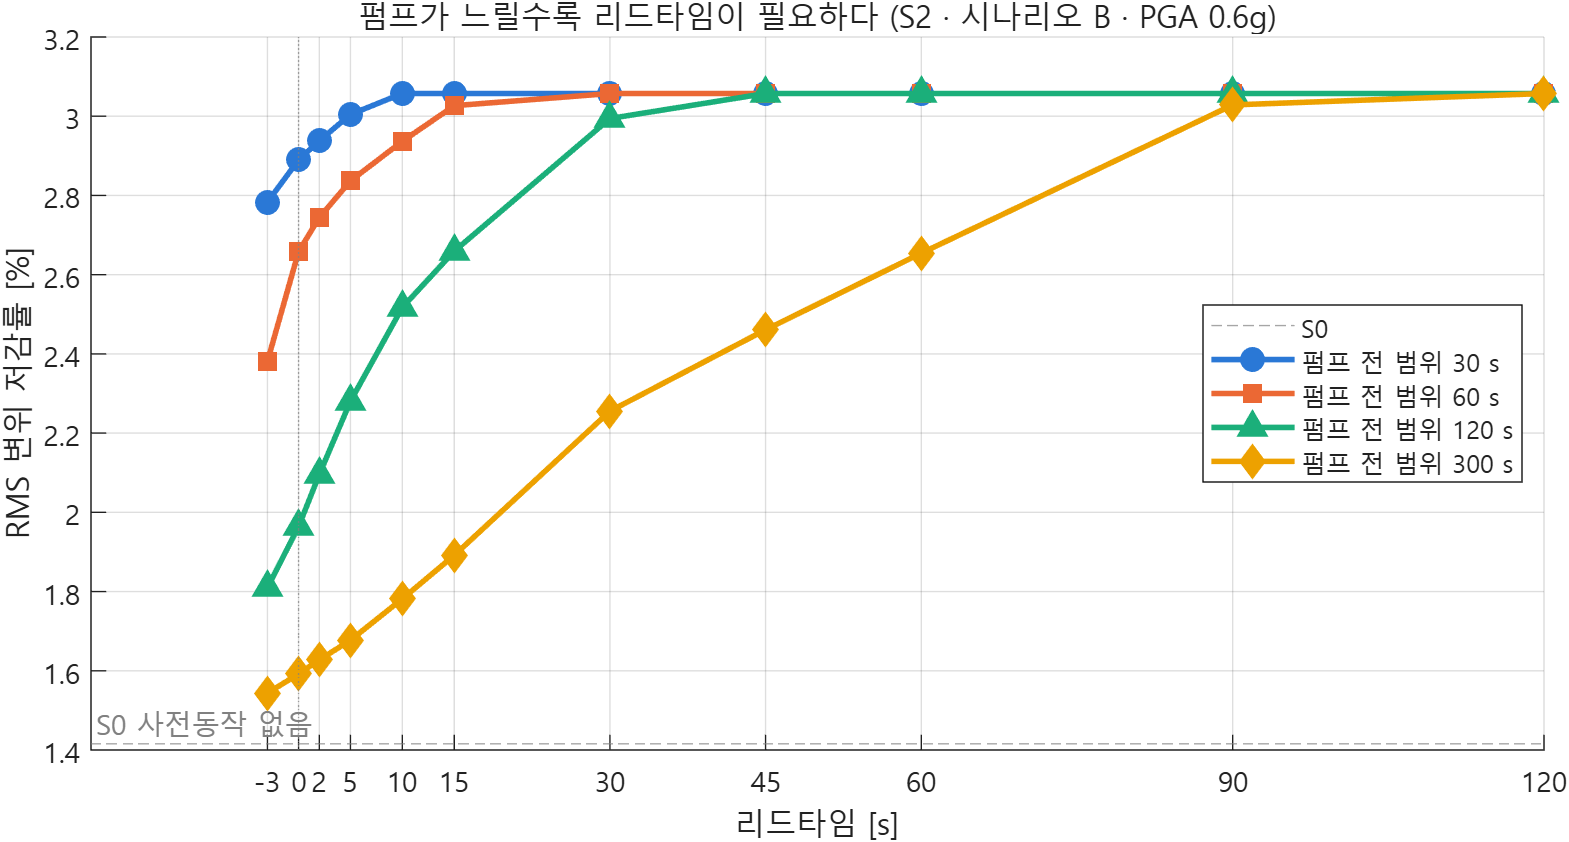 펌프가 느릴수록 리드타임이 필요하다 (S2 · 시나리오 B · PGA 0.6g)
3.2
3
2.8
2.6
2.4
2.2
2
1.8
1.6
1.4
RMS 변위 저감률 [%]
S0
펌프 전 범위 30 s
펌프 전 범위 60 s
펌프 전 범위 120 s
펌프 전 범위 300 s
S0 사전동작 없음
-3 0 2 5 10 15 30 45 60 90 120
리드타임 [s]